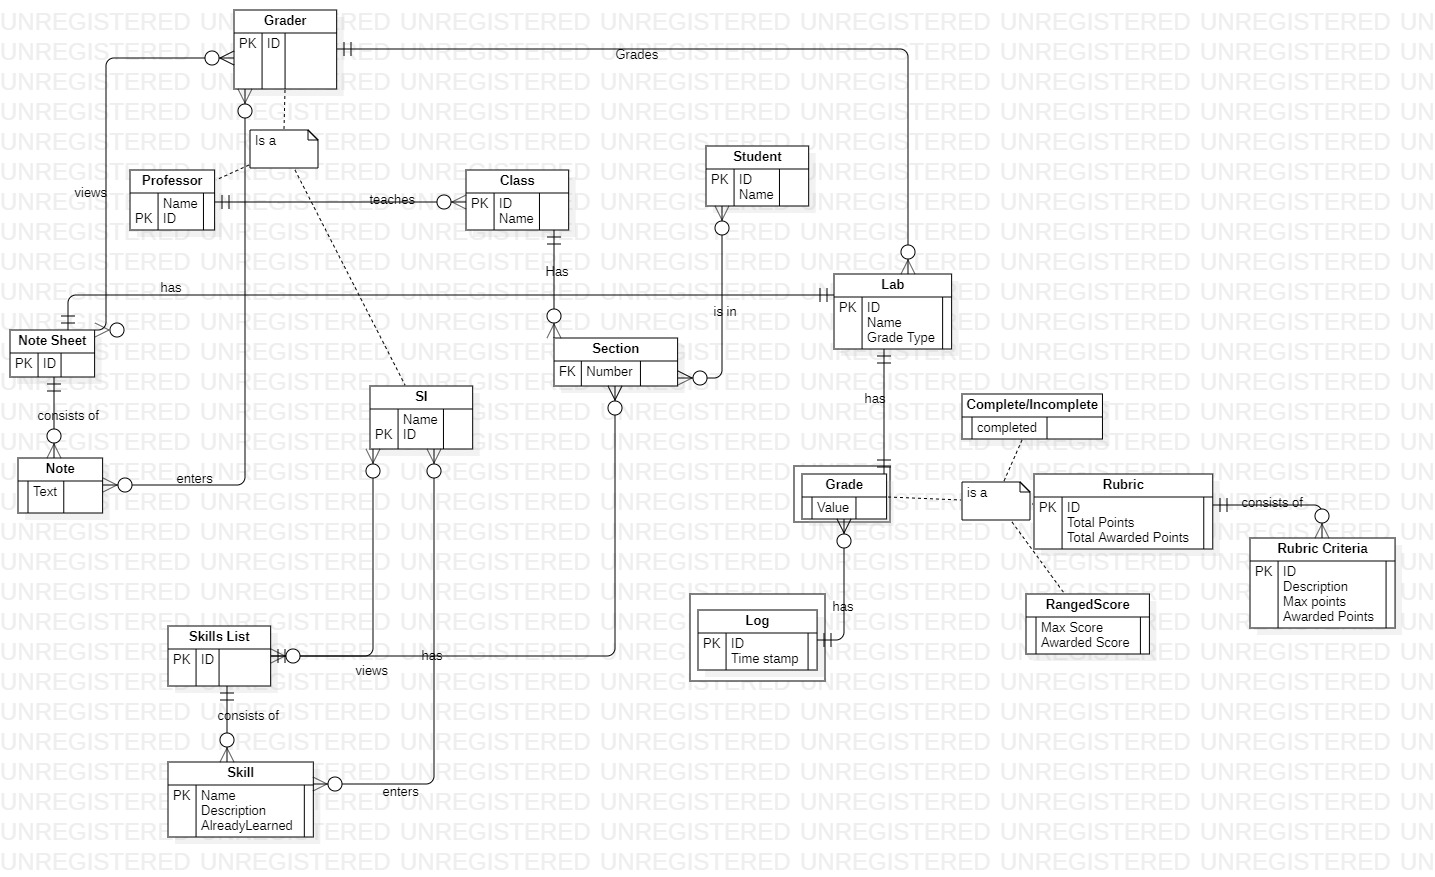 Grader
PK ID
Grades
Is a
Student
PK ID
Name
Professor
Name
PK ID
views
teaches
Class
PK ID
Name
Has
has
is in
Lab
PK ID
Name
Grade Type
Note Sheet
PK ID
Section
FK Number
SI
Name
PK ID
has
Complete/Incomplete
completed
consists of
Note
Text
enters
Grade
Value
is a
Rubric
PK ID
Total Points
Total Awarded Points
consists of
Rubric Criteria
PK ID
Description
Max points
Awarded Points
RangedScore
Max Score
Awarded Score
has
Log
PK ID
Time stamp
Skills List
PK ID
has
views
consists of
Skill
PK Name
Description
AlreadyLearned
enters
UNREGISTERED UNREGISTERED UNREGISTERED UNREGISTERED UNREGISTERED UNREGISTERED UNREGISTERED UN